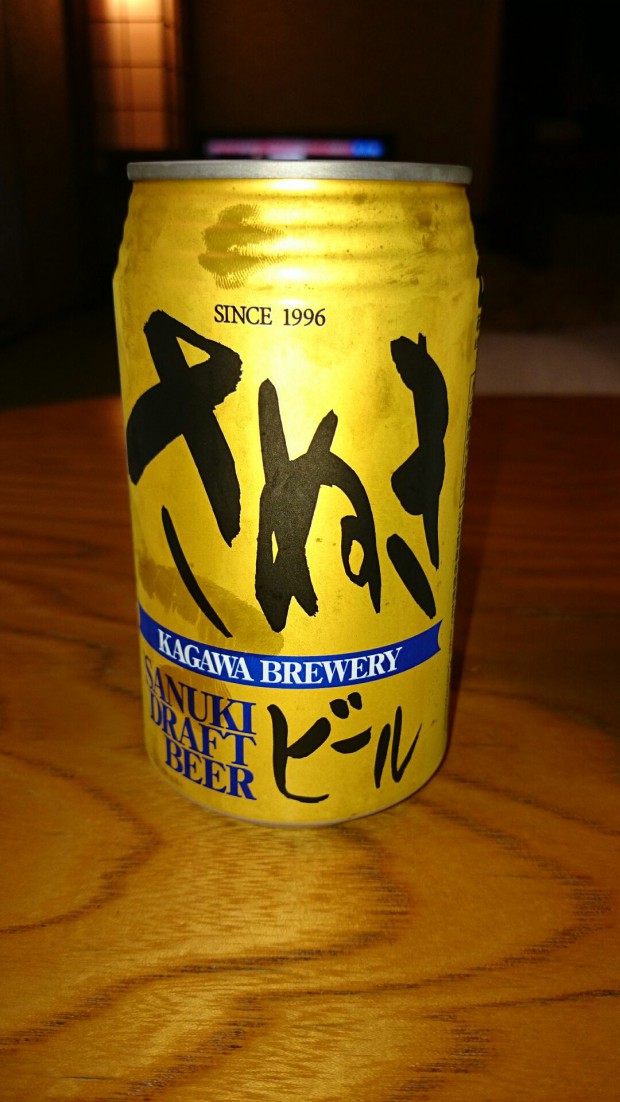 SINCE 1996
さぬき
KAGAWA BREWERY
SANUKI
DRAFT
BEER
ビール